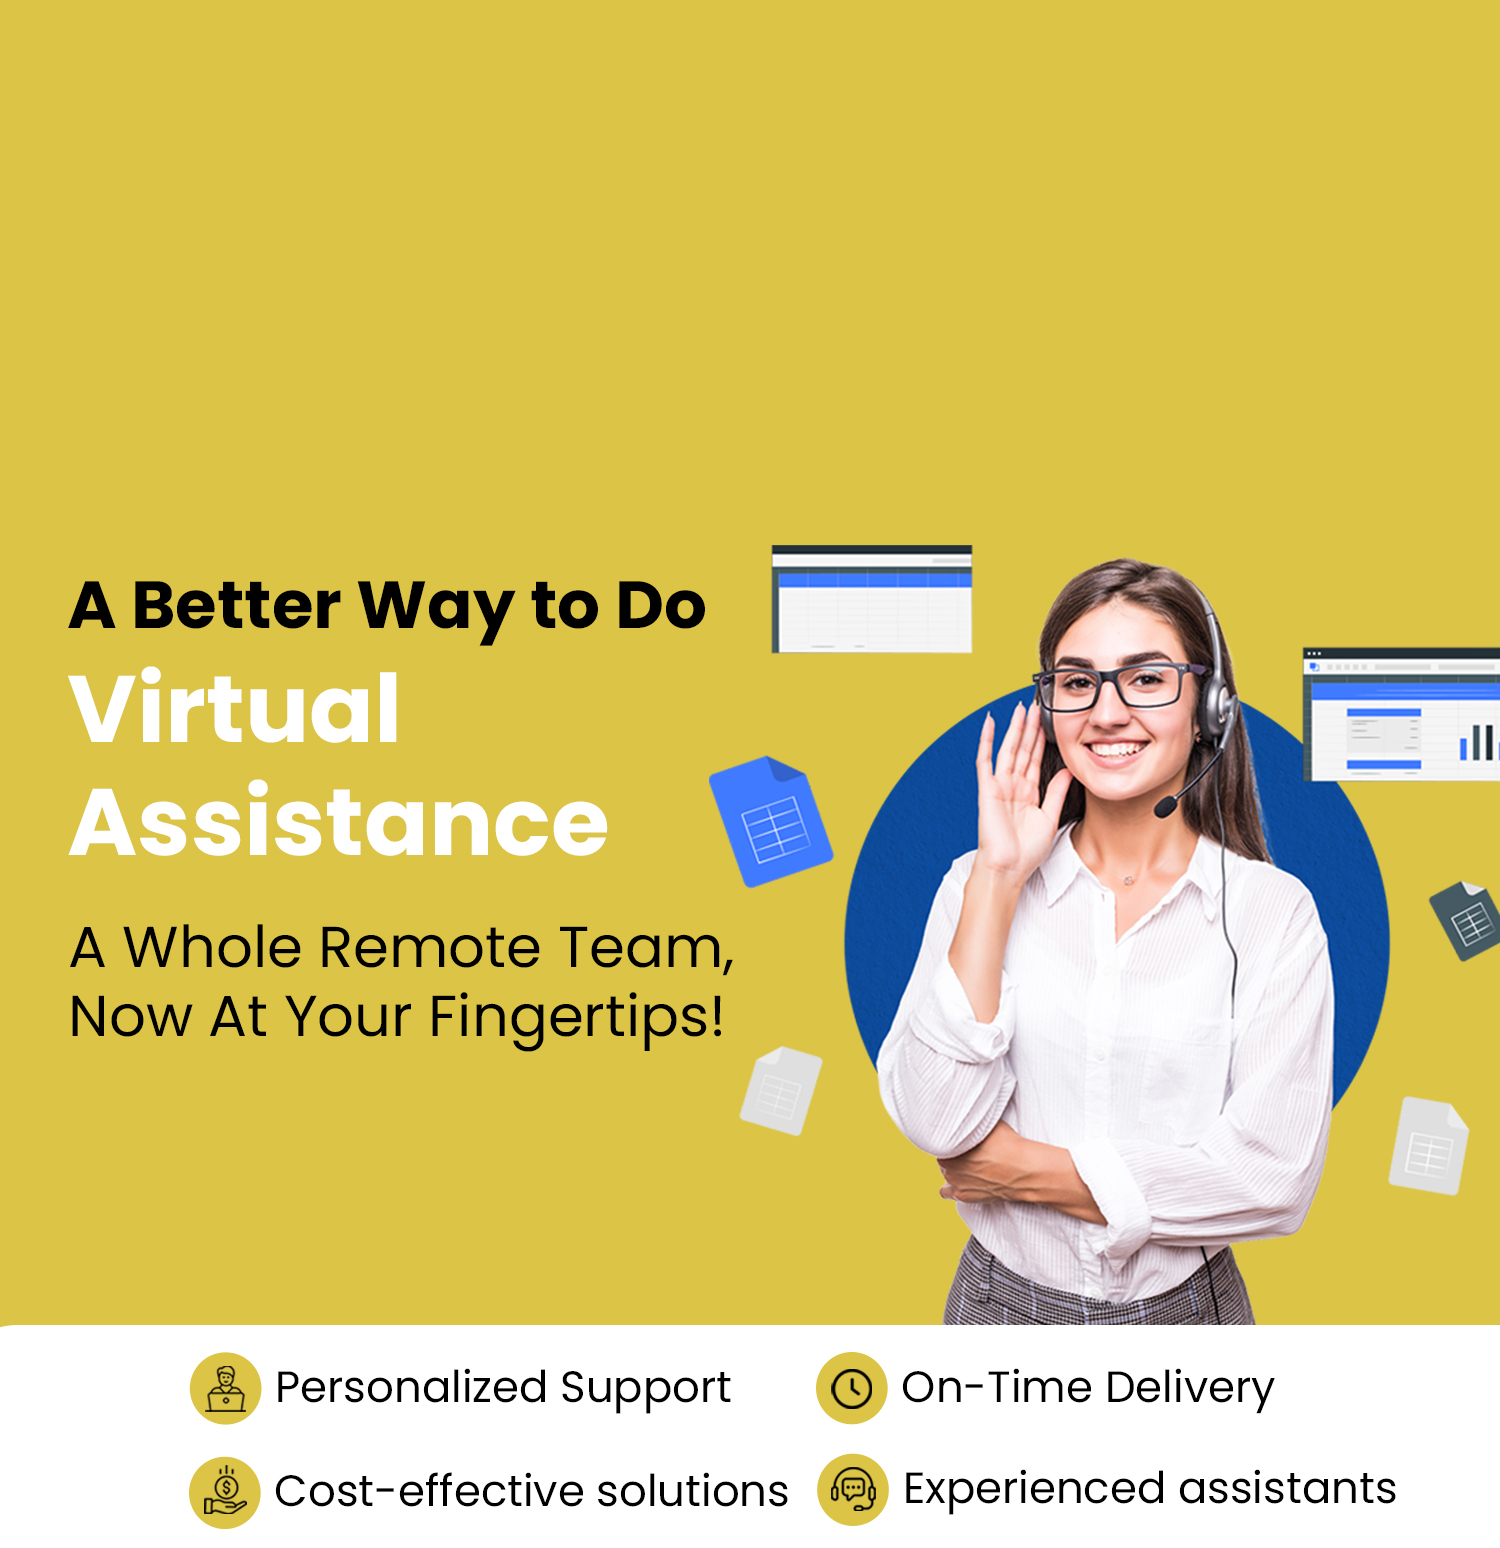 A Better Way to Do
Virtual
Assistance
A Whole Remote Team,
Now At Your Fingertips!
Personalized Support
On-Time Delivery
Cost-effective solutions
Experienced assistants